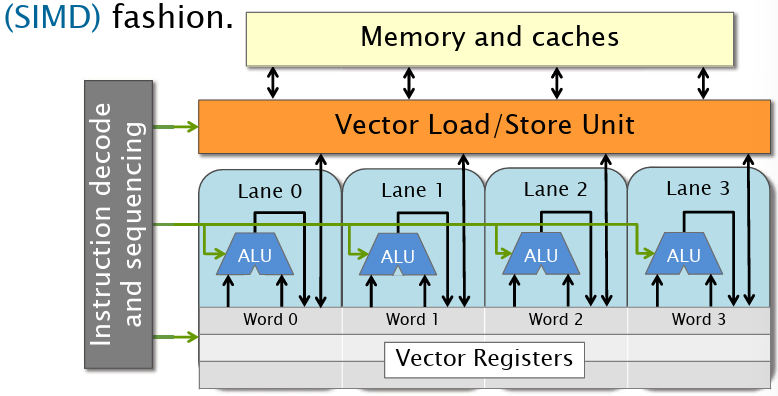 (SIMD) fashion.
Memory and caches
Instruction decode
and sequencing
Vector Load/Store Unit
Lane 0
Lane 1
Lane 2
Lane 3
ALU
ALU
ALU
ALU
Word 0
Word 1
Word 2
Word 3
Vector Registers